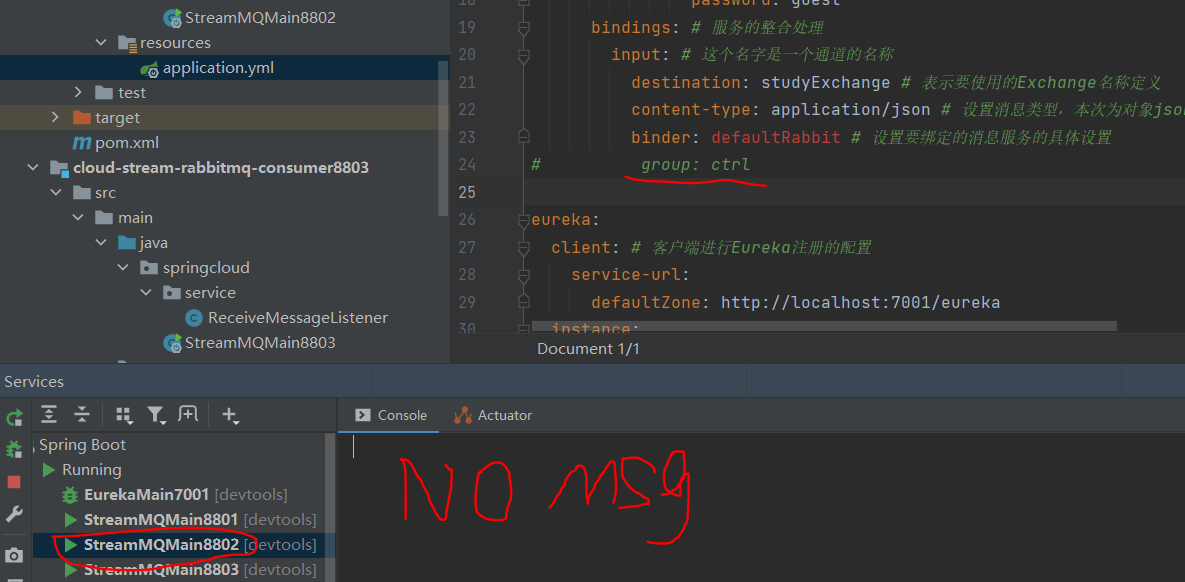 StreamMQMain8802
resources
application.yml
test
target
pom.xml
cloud-stream-rabbitmq-consumer8803
src
main
java
springcloud
service
ReceiveMessageListener
StreamMQMain8803
password: guest
19 bindings: # 服务的整合处理
20 input: # 这个名字是一个通道的名称
21 destination: studyExchange # 表示要使用的Exchange名称定义
22 content-type: application/json # 设置消息类型，本次为对象json
23 binder: defaultRabbit # 设置要绑定的消息服务的具体设置
24 # group: ctrl
25
26 eureka:
27 client: # 客户端进行Eureka注册的配置
28 service-url:
29 defaultZone: http://localhost:7001/eureka
30 instance:
Document 1/1
Services
Console Actuator
Spring Boot
Running
EurekaMain7001 [devtools]
StreamMQMain8801 [devtools]
StreamMQMain8802 [devtools]
StreamMQMain8803 [devtools]
NO msg